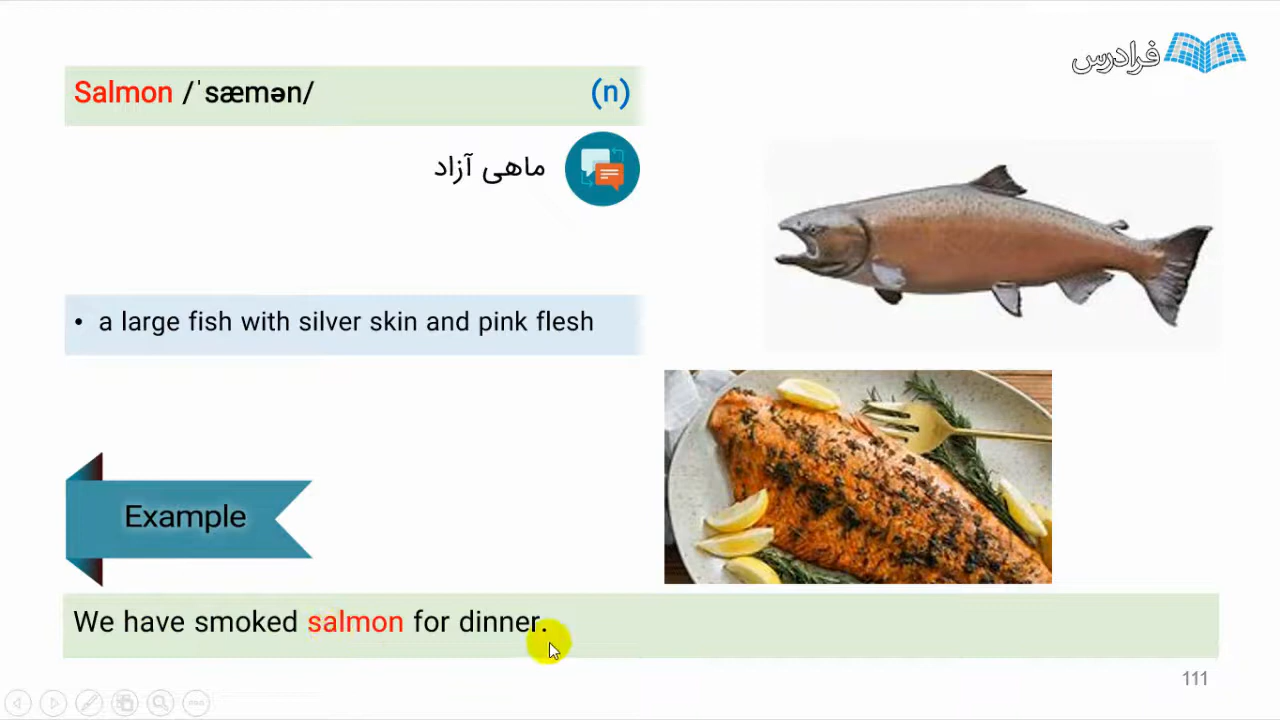 فرادرس
Salmon /ˈsæmən/ (n)
ماهی آزاد
• a large fish with silver skin and pink flesh
Example
We have smoked salmon for dinner.
111